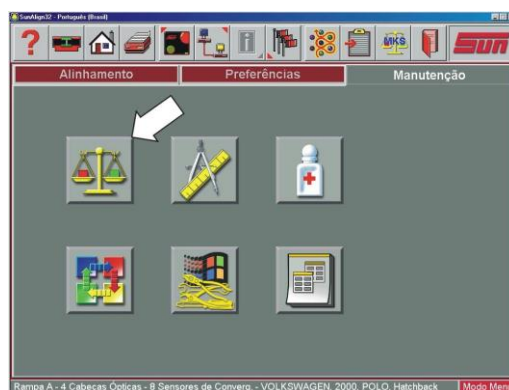 SunAlign32 - Português (Brasil)
? i MKS Sun
Alinhamento Preferências Manutenção
Rampa A - 4 Cabeças Ópticas - 8 Sensores de Converg. - VOLKSWAGEN, 2000, POLO, Hatchback Modo Menu